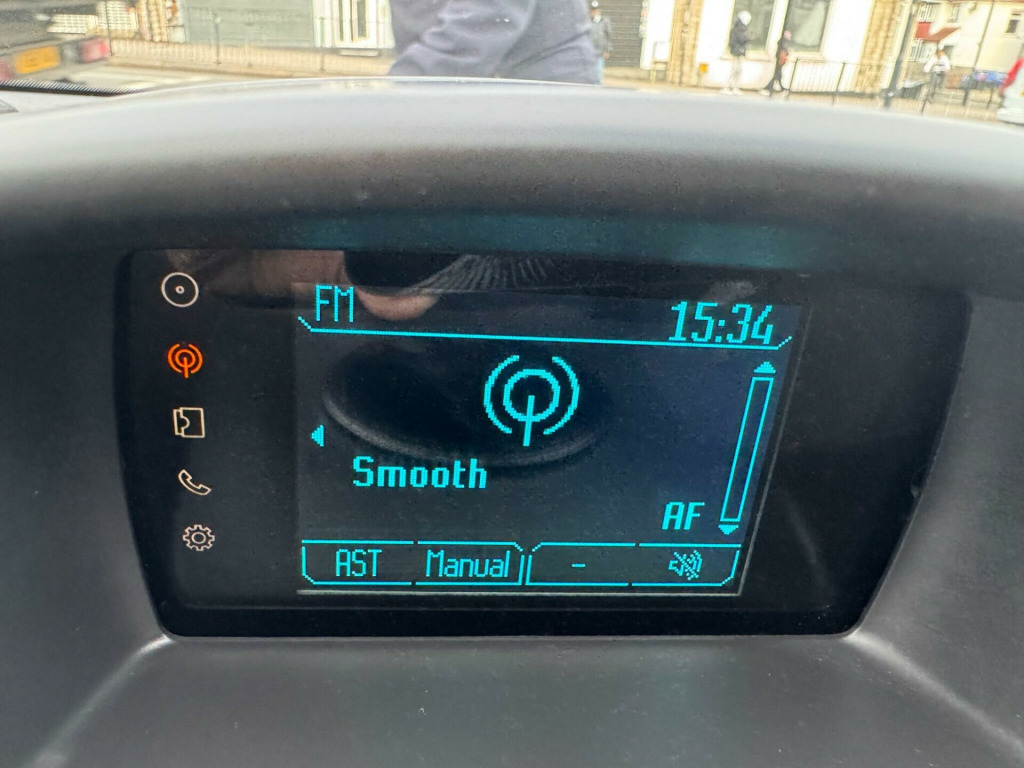 FM 15:34
Smooth
AF
AST Manual -